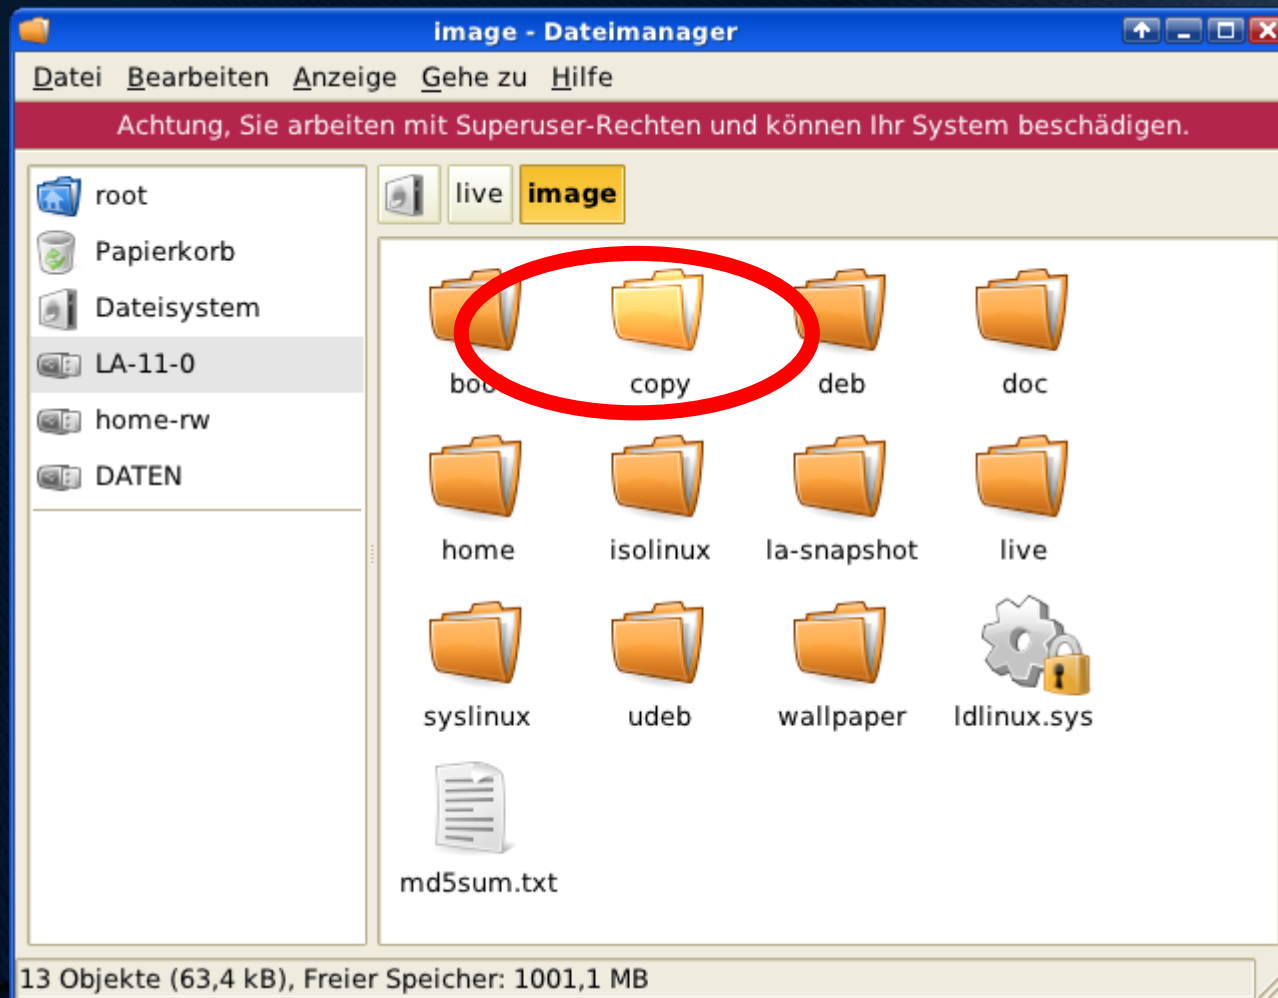 image - Dateimanager
Datei Bearbeiten Anzeige Gehe zu Hilfe
Achtung, Sie arbeiten mit Superuser-Rechten und können Ihr System beschädigen.
root
Papierkorb
Dateisystem
LA-11-0
home-rw
DATEN
live image
copy deb doc
home isolinux la-snapshot live
syslinux udeb wallpaper ldlinux.sys
md5sum.txt
13 Objekte (63,4 kB), Freier Speicher: 1001,1 MB